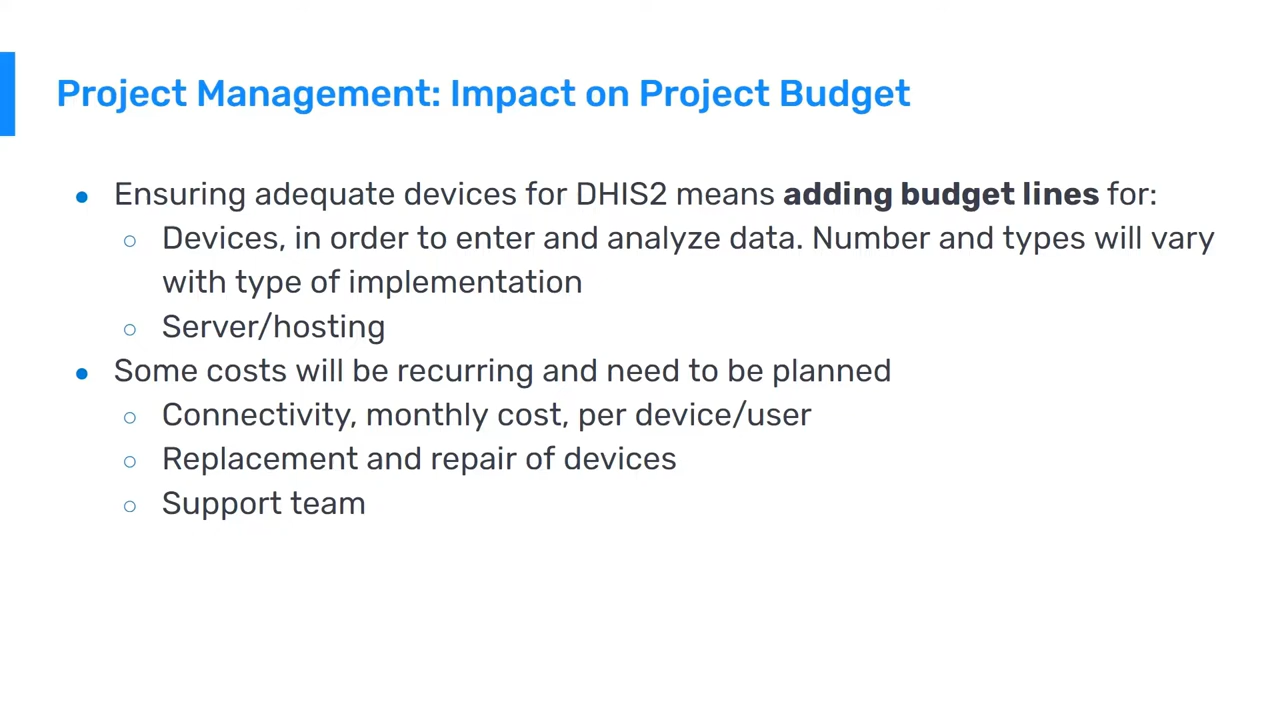 Project Management: Impact on Project Budget
● Ensuring adequate devices for DHIS2 means adding budget lines for:
○ Devices, in order to enter and analyze data. Number and types will vary
with type of implementation
○ Server/hosting
● Some costs will be recurring and need to be planned
○ Connectivity, monthly cost, per device/user
○ Replacement and repair of devices
○ Support team